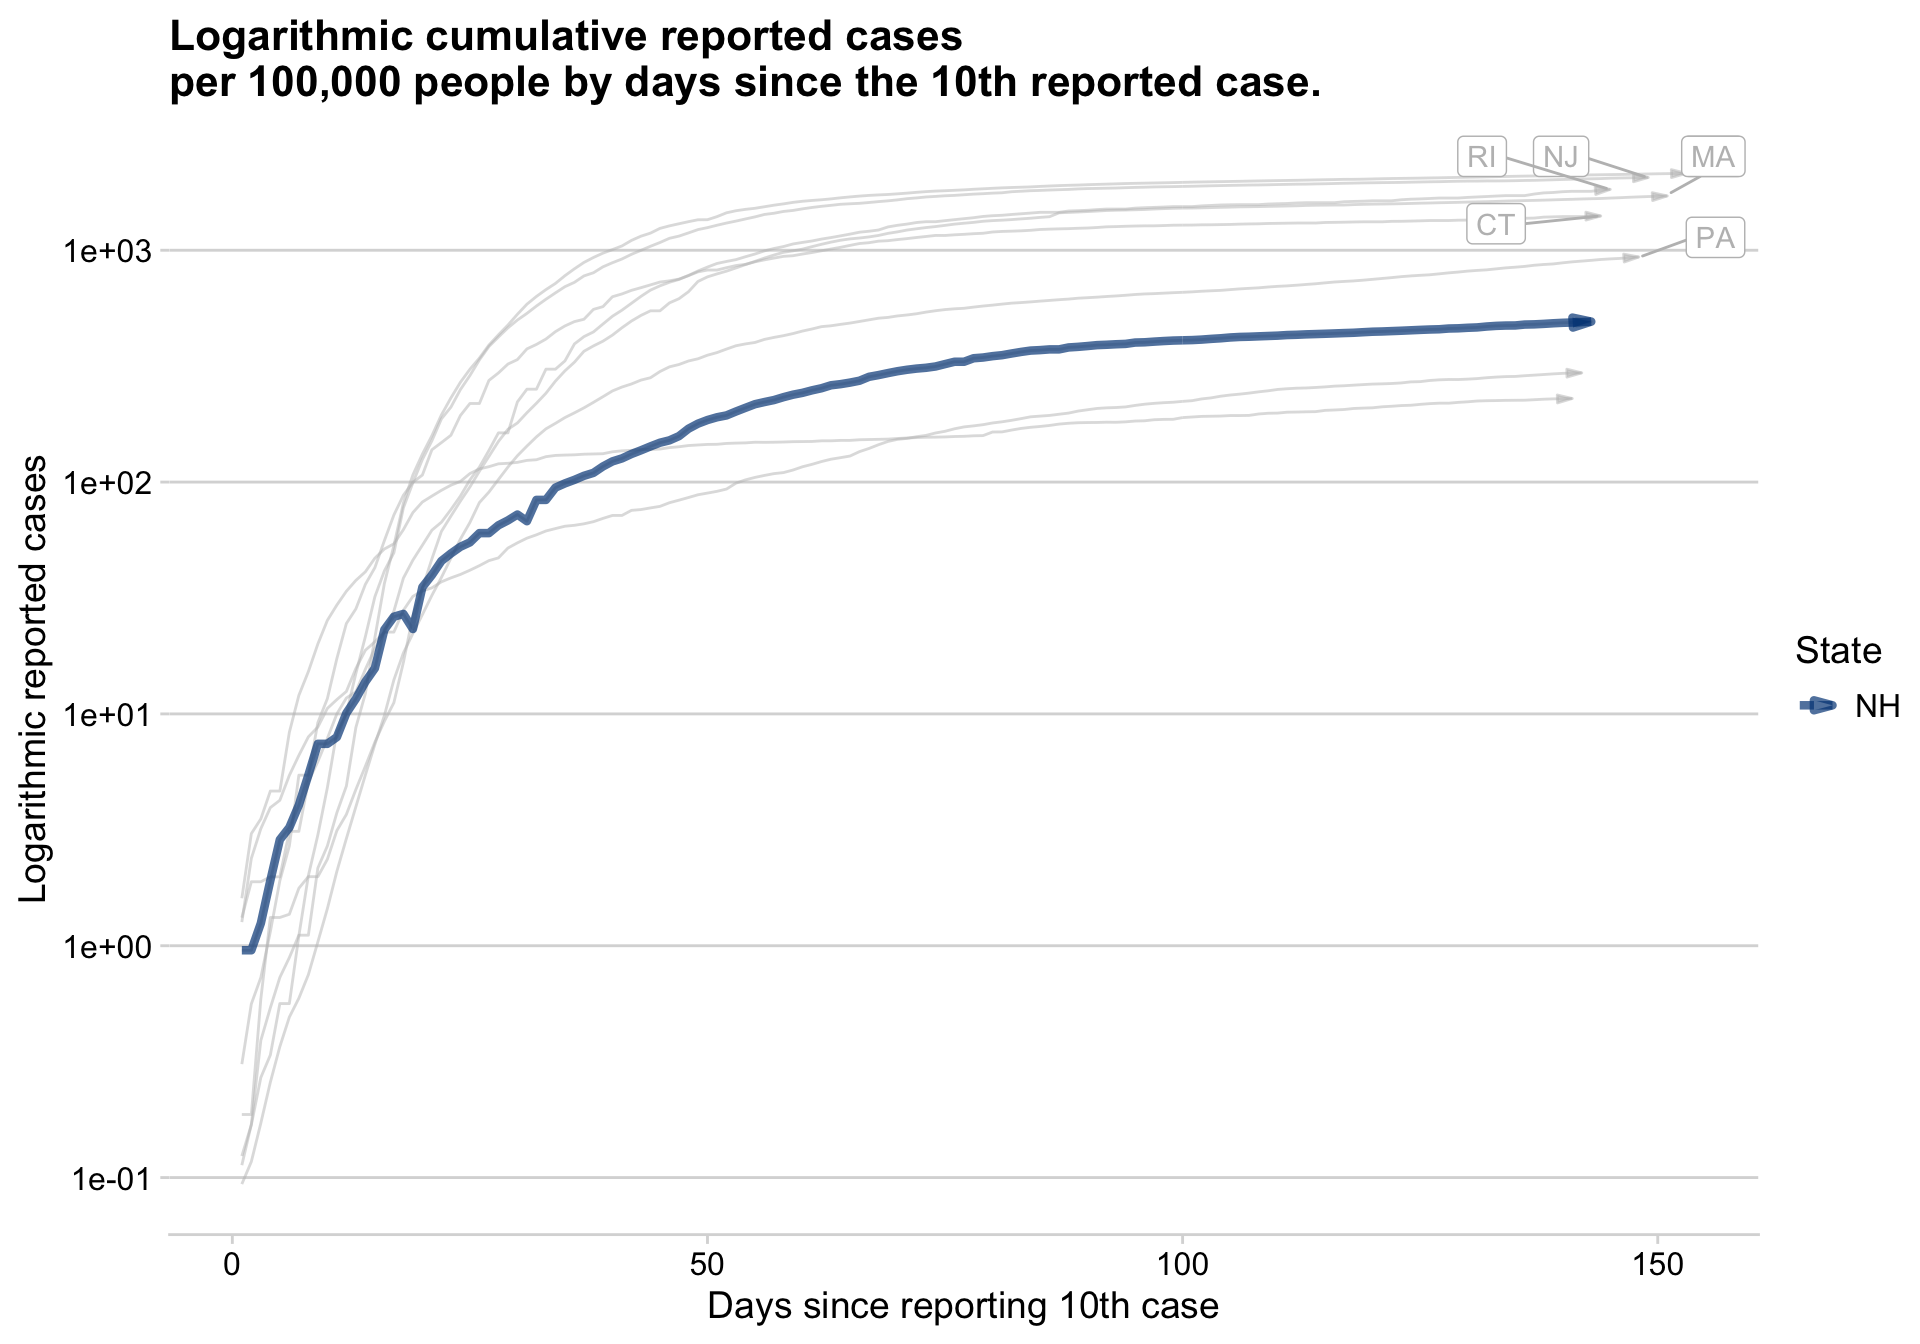 Logarithmic cumulative reported cases
per 100,000 people by days since the 10th reported case.
RI
NJ
MA
CT
PA
1e+03
1e+02
1e+01
1e+00
1e-01
Logarithmic reported cases
State
NH
0
50
100
150
Days since reporting 10th case